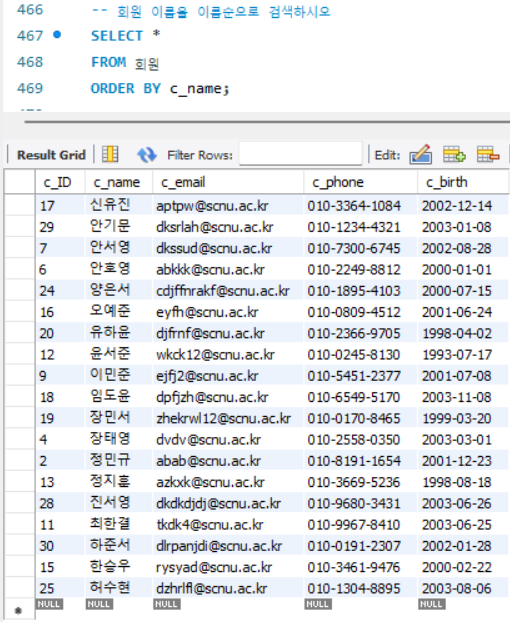 466 -- 회원 이름을 이름순으로 검색하시오
467 SELECT *
468 FROM 회원
469 ORDER BY c_name;
Result Grid Filter Rows: Edit:
c_ID c_name c_email c_phone c_birth
17 신유진 aptpw@scnu.ac.kr 010-3364-1084 2002-12-14
29 안기문 dksrlah@scnu.ac.kr 010-1234-4321 2003-01-08
7 안서영 dkssud@scnu.ac.kr 010-7300-6745 2002-08-28
6 안호영 abkkk@scnu.ac.kr 010-2249-8812 2000-01-01
24 양은서 cdjffnrakf@scnu.ac.kr 010-1895-4103 2000-07-15
16 오예준 eyfh@scnu.ac.kr 010-0809-4512 2001-06-24
20 유하윤 djfrnf@scnu.ac.kr 010-2366-9705 1998-04-02
12 윤서준 wkck12@scnu.ac.kr 010-0245-8130 1993-07-17
9 이민준 ejfj2@scnu.ac.kr 010-5451-2377 2001-07-08
18 임도윤 dpfjzh@scnu.ac.kr 010-6549-5170 2003-11-08
19 장민서 zhekrwl12@scnu.ac.kr 010-0170-8465 1999-03-20
4 장태영 dvdv@scnu.ac.kr 010-2558-0350 2003-03-01
2 정민규 abab@scnu.ac.kr 010-8191-1654 2001-12-23
13 정지훈 azkxk@scnu.ac.kr 010-3669-5236 1998-08-18
28 진서영 dkdkdjdj@scnu.ac.kr 010-9680-3431 2003-06-26
11 최한결 tkdk4@scnu.ac.kr 010-9967-8410 2003-06-25
30 하준서 dlrpanjdi@scnu.ac.kr 010-0191-2307 2002-01-28
15 한승우 rysyad@scnu.ac.kr 010-3461-9476 2000-02-22
25 허수현 dzhrlfl@scnu.ac.kr 010-1304-8895 2003-08-06
NULL NULL NULL NULL NULL